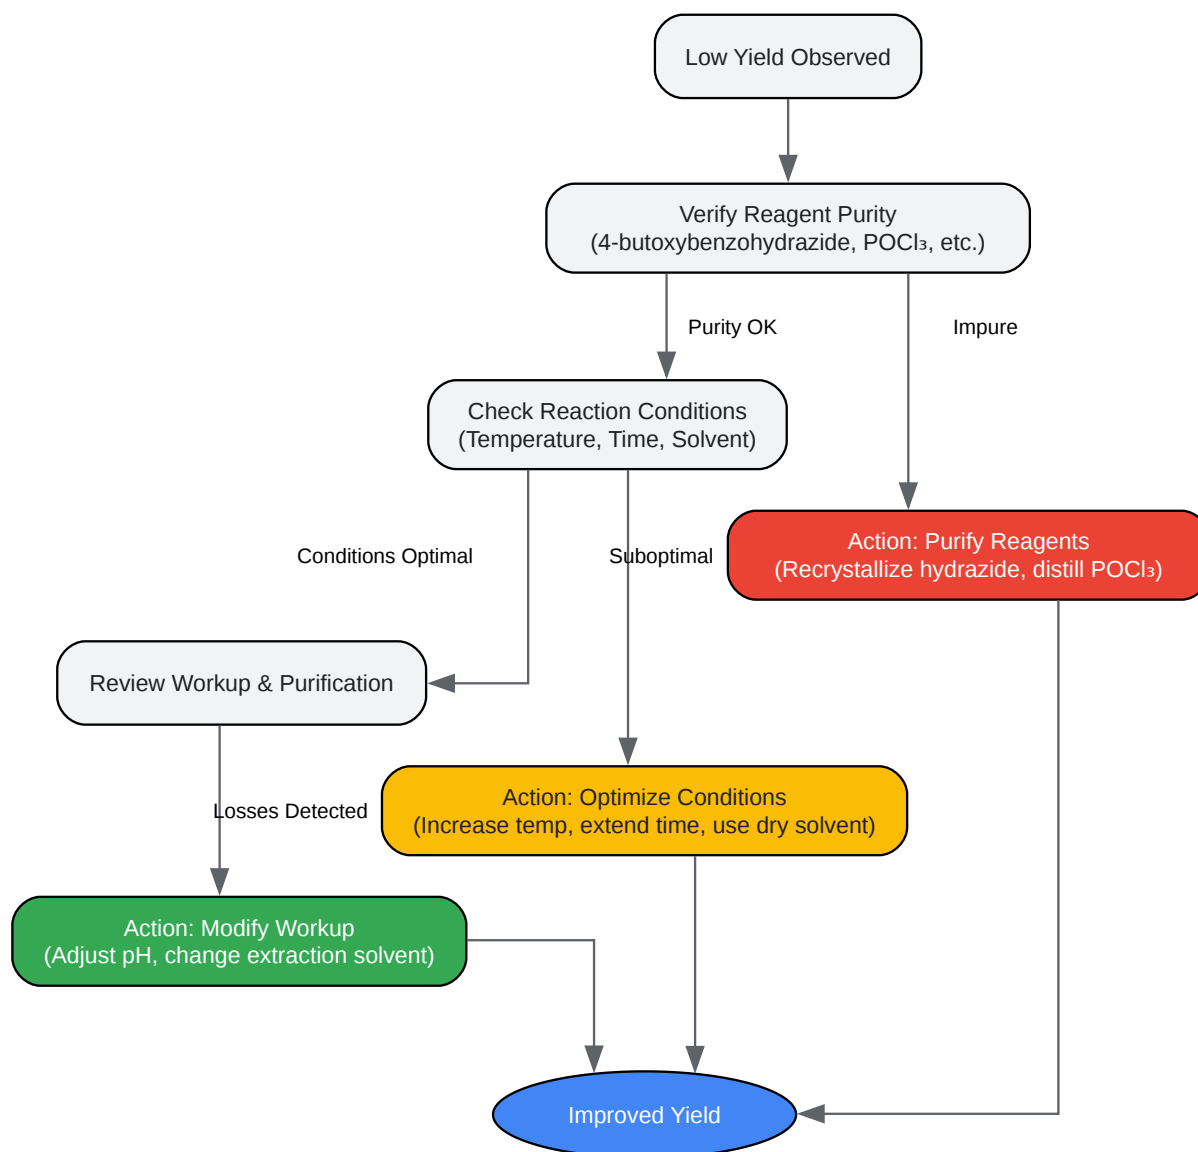 Low Yield Observed
Verify Reagent Purity
(4-butoxybenzohydrazide, POCl₃, etc.)
Purity OK
Impure
Check Reaction Conditions
(Temperature, Time, Solvent)
Conditions Optimal
Suboptimal
Action: Purify Reagents
(Recrystallize hydrazide, distill POCl₃)
Review Workup & Purification
Losses Detected
Action: Optimize Conditions
(Increase temp, extend time, use dry solvent)
Action: Modify Workup
(Adjust pH, change extraction solvent)
Improved Yield